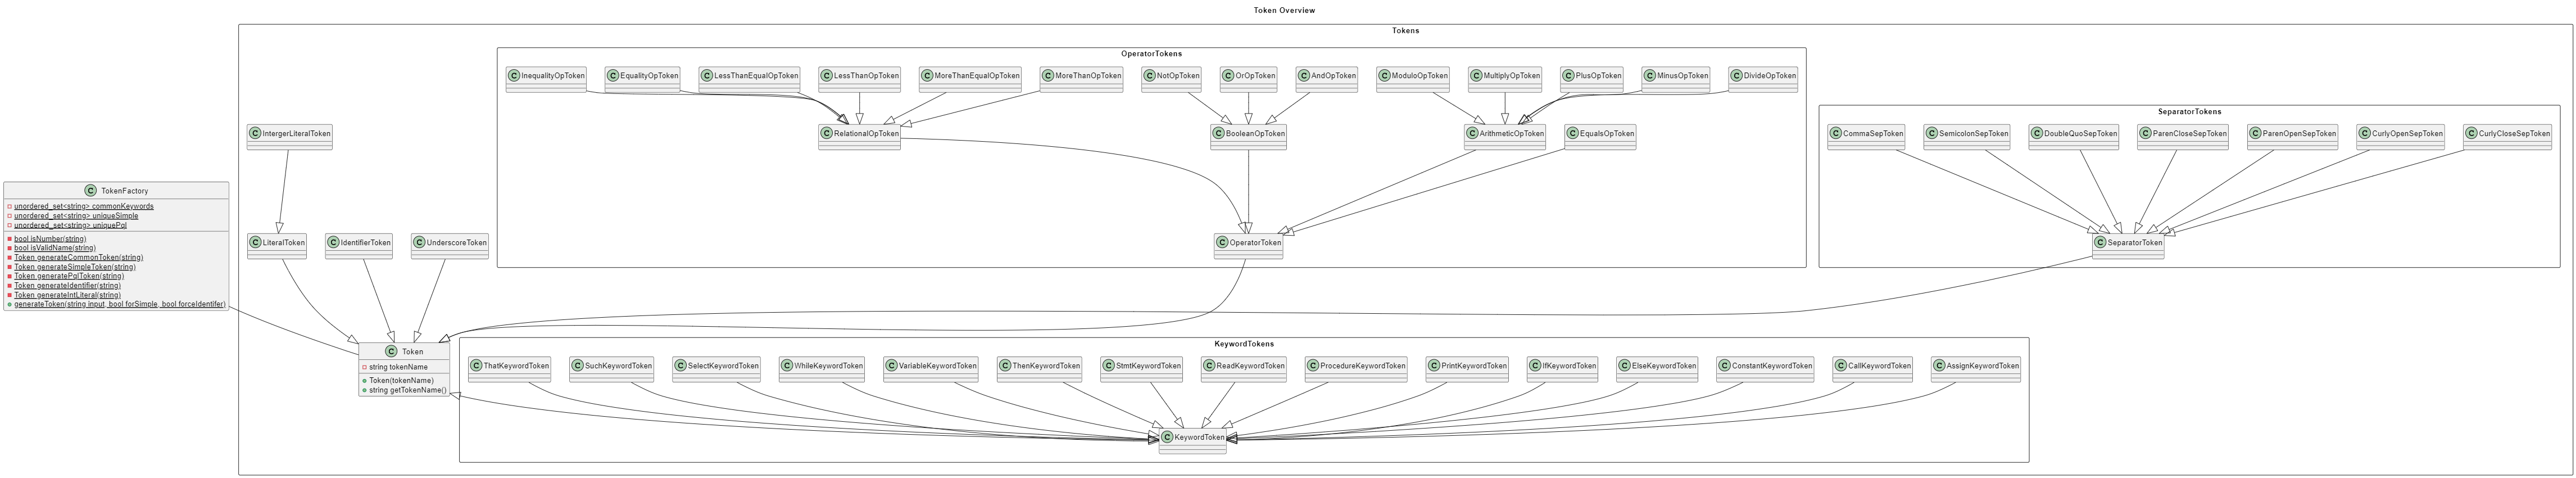 Token Overview
Tokens
OperatorTokens
C InequalityOpToken
C EqualityOpToken
C LessThanEqualOpToken
C LessThanOpToken
C MoreThanEqualOpToken
C MoreThanOpToken
C NotOpToken
C OrOpToken
C AndOpToken
C ModuloOpToken
C MultiplyOpToken
C PlusOpToken
C MinusOpToken
C DivideOpToken
SeparatorTokens
C IntergerLiteralToken
C RelationalOpToken
C BooleanOpToken
C ArithmeticOpToken
C EqualsOpToken
C CommaSepToken
C SemicolonSepToken
C DoubleQuoSepToken
C ParenCloseSepToken
C ParenOpenSepToken
C CurlyOpenSepToken
C CurlyCloseSepToken
C TokenFactory
unordered_set<string> commonKeywords
unordered_set<string> uniqueSimple
unordered_set<string> uniquePql
bool isNumber(string)
bool isValidName(string)
Token generateCommonToken(string)
Token generateSimpleToken(string)
Token generatePqlToken(string)
Token generateIdentifier(string)
Token generateIntLiteral(string)
generateToken(string input, bool forSimple, bool forceIdentifer)
C LiteralToken
C IdentifierToken
C UnderscoreToken
C OperatorToken
C SeparatorToken
C Token
string tokenName
Token(tokenName)
string getTokenName()
KeywordTokens
C ThatKeywordToken
C SuchKeywordToken
C SelectKeywordToken
C WhileKeywordToken
C VariableKeywordToken
C ThenKeywordToken
C StmtKeywordToken
C ReadKeywordToken
C ProcedureKeywordToken
C PrintKeywordToken
C IfKeywordToken
C ElseKeywordToken
C ConstantKeywordToken
C CallKeywordToken
C AssignKeywordToken
C KeywordToken